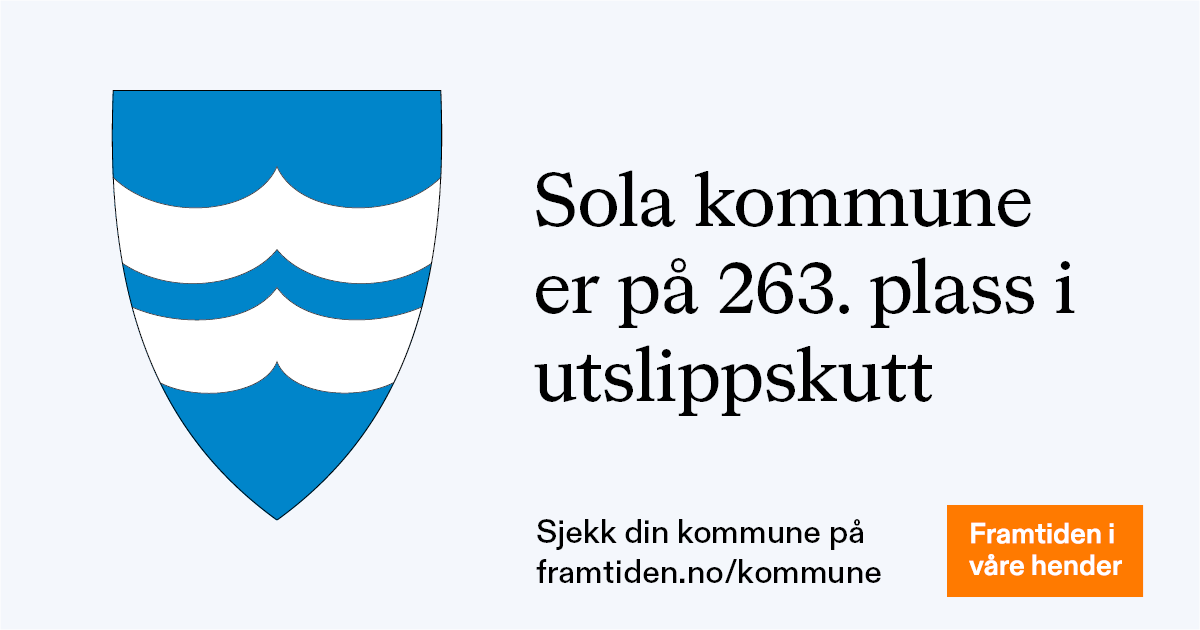 Sola kommune
er på 263. plass i
utslippskutt
Sjekk din kommune på
framtiden.no/kommune
Framtiden i
våre hender